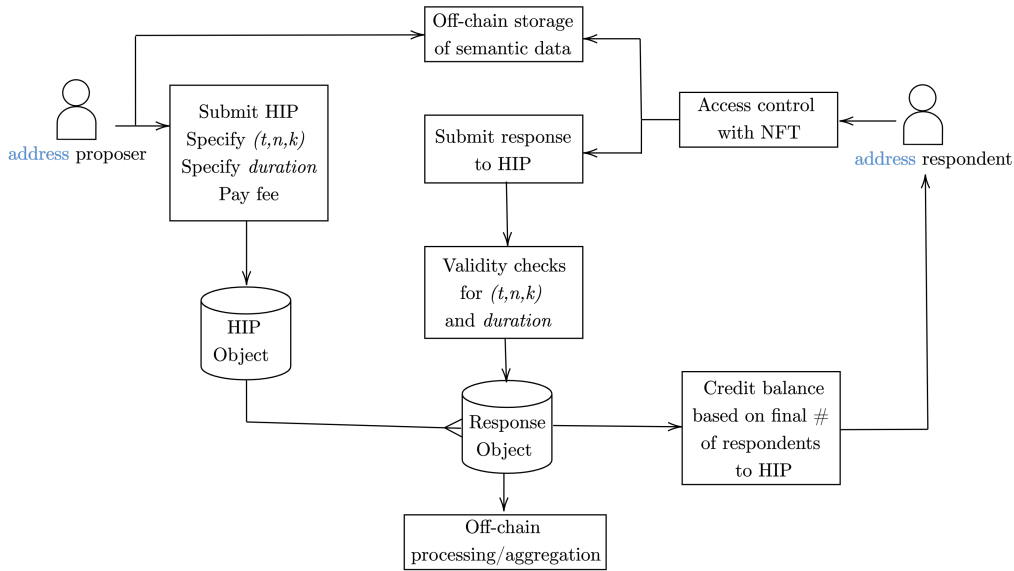 Off-chain storage
of semantic data
address proposer
Submit HIP
Specify (t,n,k)
Specify duration
Pay fee
Submit response
to HIP
Access control
with NFT
address respondent
Validity checks
for (t,n,k)
and duration
HIP
Object
Response
Object
Credit balance
based on final #
of respondents
to HIP
Off-chain
processing/aggregation